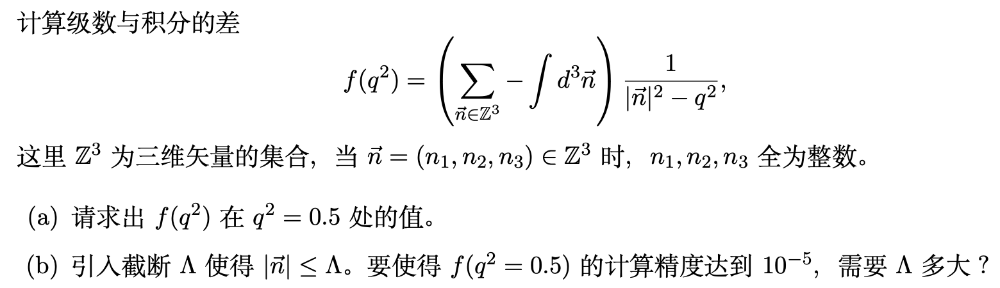 计算级数与积分的差
$$f(q^2) = \left( \sum_{\vec{n} \in \mathbb{Z}^3} - \int d^3\vec{n} \right) \frac{1}{|\vec{n}|^2 - q^2},$$
这里 $\mathbb{Z}^3$ 为三维矢量的集合，当 $\vec{n} = (n_1, n_2, n_3) \in \mathbb{Z}^3$ 时，$n_1, n_2, n_3$ 全为整数。
(a) 请求出 $f(q^2)$ 在 $q^2 = 0.5$ 处的值。
(b) 引入截断 $\Lambda$ 使得 $|\vec{n}| \leq \Lambda$。要使得 $f(q^2 = 0.5)$ 的计算精度达到 $10^{-5}$，需要 $\Lambda$ 多大？